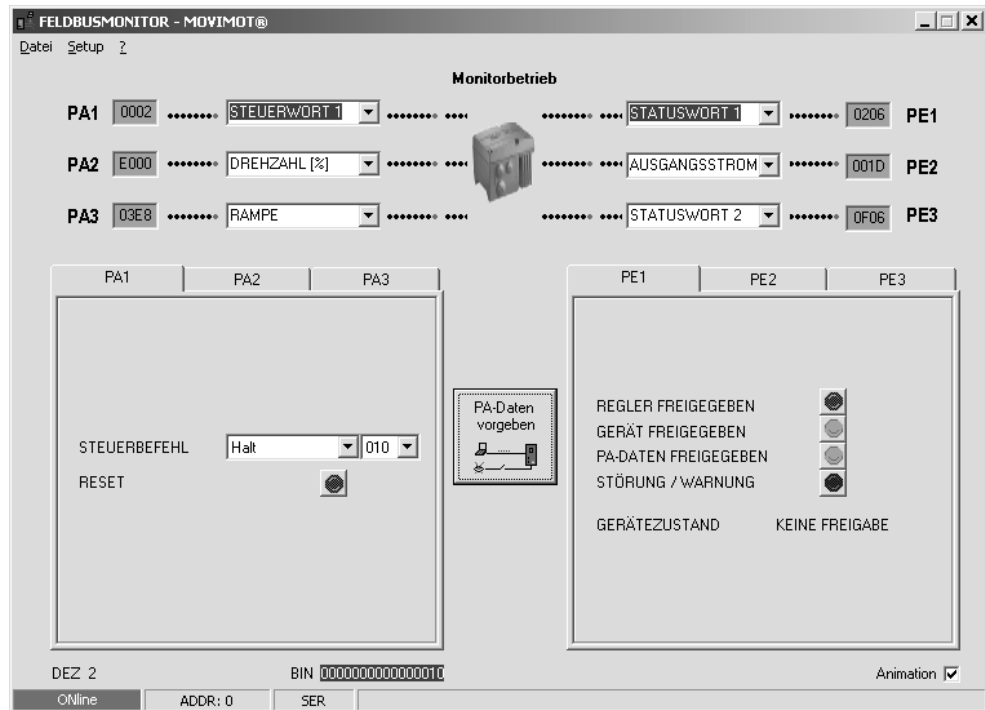 FELDBUSMONITOR - MOVIMOT®
Datei Setup ?
Monitorbetrieb
PA1 0002 STEUERWORT 1 STATUSWORT 1 0206 PE1
PA2 E000 DREHZAHL [%] AUSGANGSSTROM 001D PE2
PA3 03E8 RAMPE STATUSWORT 2 0F06 PE3
PA1 PA2 PA3
STEUERBEFEHL Halt 010
RESET
PA-Daten
vorgeben
PE1 PE2 PE3
REGLER FREIGEGEBEN
GERÄT FREIGEGEBEN
PA-DATEN FREIGEGEBEN
STÖRUNG / WARNUNG
GERÄTEZUSTAND KEINE FREIGABE
DEZ 2 BIN 0000000000000010 Animation
ONline ADDR: 0 SER